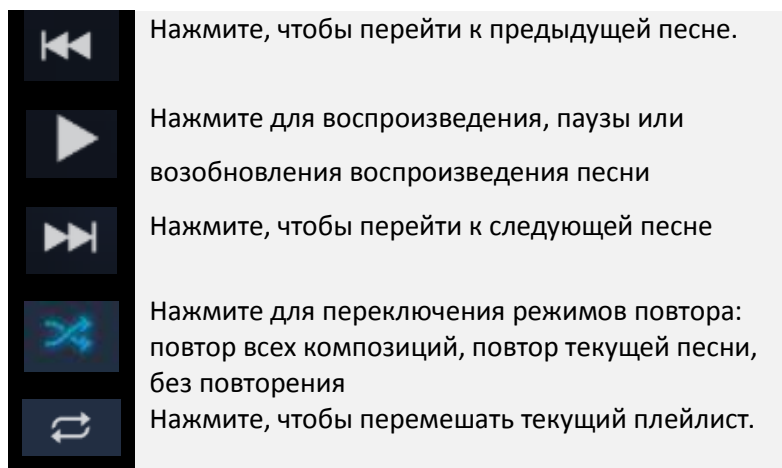 Нажмите, чтобы перейти к предыдущей песне.
Нажмите для воспроизведения, паузы или
возобновления воспроизведения песни
Нажмите, чтобы перейти к следующей песне
Нажмите для переключения режимов повтора:
повтор всех композиций, повтор текущей песни,
без повторения
Нажмите, чтобы перемешать текущий плейлист.